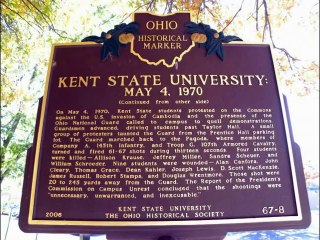 OHIO
HISTORICAL
MARKER
KENT STATE UNIVERSITY:
MAY 4, 1970
(Continued from other side)
On May 4, 1970, Kent State students protested on the Commons
against the U.S. invasion of Cambodia and the presence of the
Ohio National Guard called to campus to quell demonstrations.
Guardsmen advanced, driving students past Taylor Hall. A small
group of protesters taunted the Guard from the Prentice Hall parking
lot. The Guard marched back to the Pagoda, where members of
Company A, 145th Infantry, and Troop G, 107th Armored Cavalry,
turned and fired 61-67 shots during thirteen seconds. Four students
were killed—Allison Krause, Jeffrey Miller, Sandra Scheuer, and
William Schroeder. Nine students were wounded—Alan Canfora, John
Cleary, Thomas Grace, Dean Kahler, Joseph Lewis, D. Scott MacKenzie,
James Russell, Robert Stamps, and Douglas Wrentmore. Those shot were
20 to 245 yards away from the Guard. The Report of the President's
Commission on Campus Unrest concluded that the shootings were
"unnecessary, unwarranted, and inexcusable."
2006
THE OHIO HISTORICAL SOCIETY
67-8